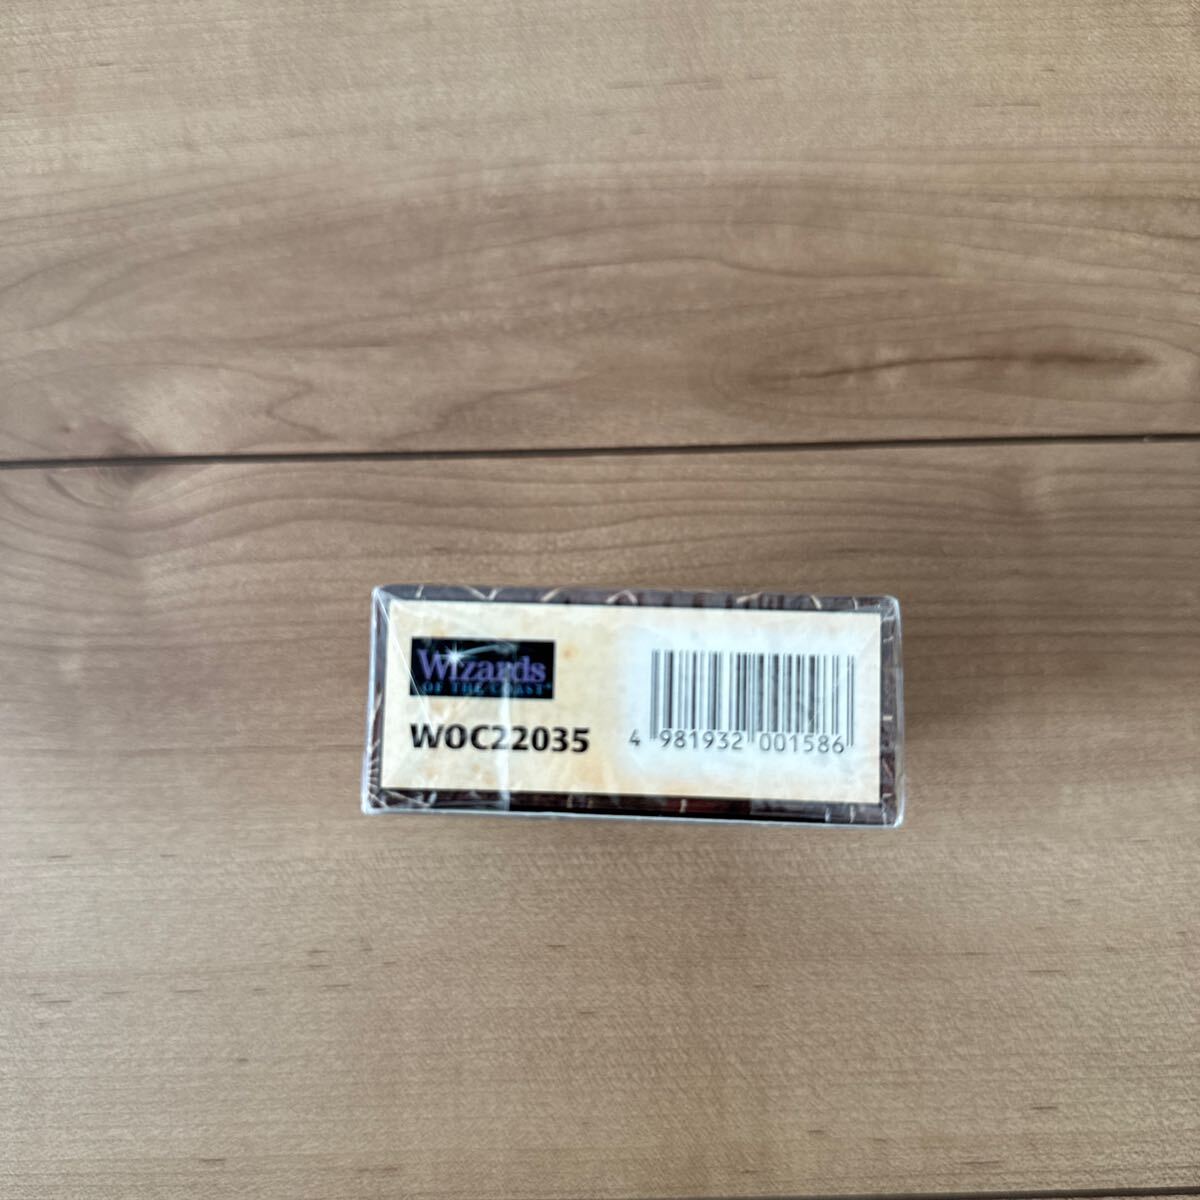 Wizards
OF THE COAST®
WOC22035
4 981932 001586